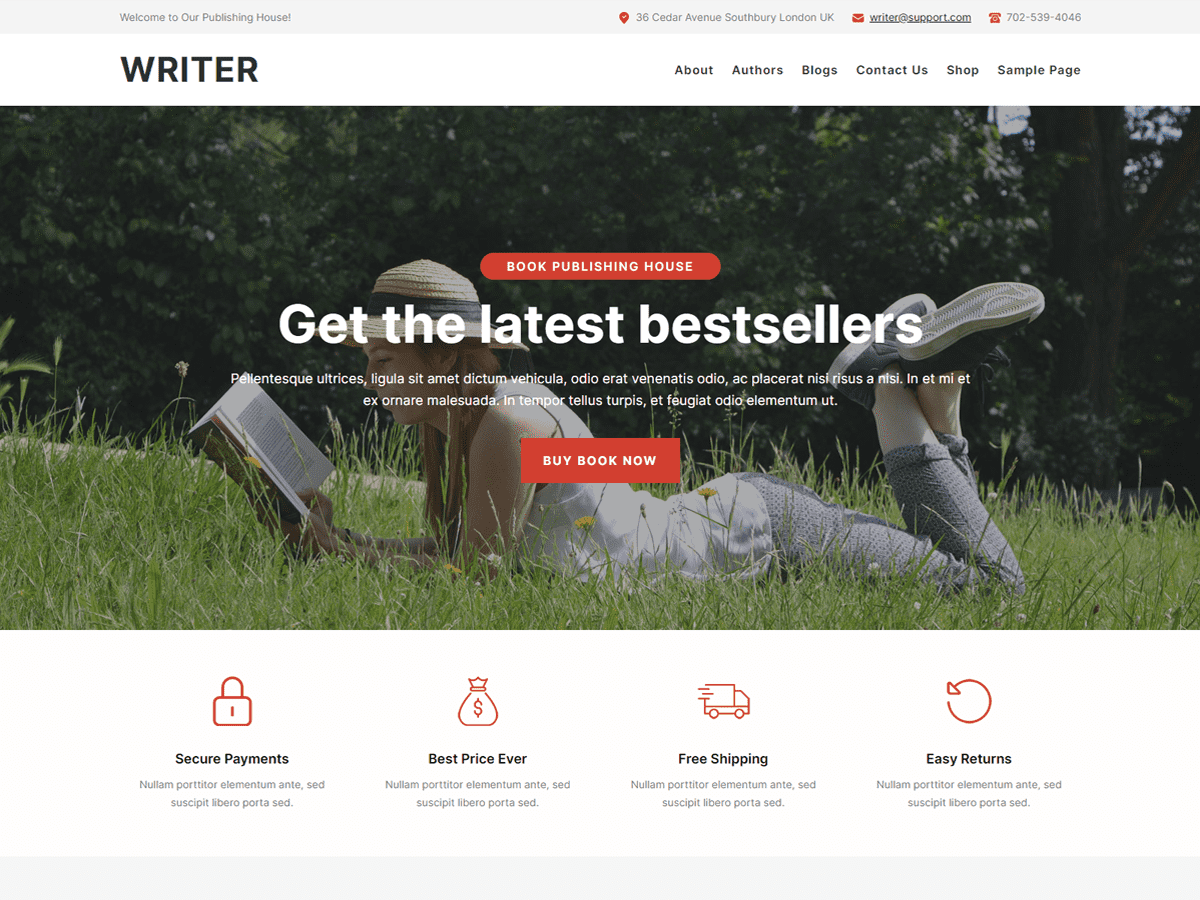 Welcome to Our Publishing House!
36 Cedar Avenue Southbury London UK
writer@support.com
702-539-4046
WRITER
About Authors Blogs Contact Us Shop Sample Page
BOOK PUBLISHING HOUSE
Get the latest bestsellers
Pellentesque ultrices, ligula sit amet dictum vehicula, odio erat venenatis odio, ac placerat nisi risus a nisi. In et mi et
ex ornare malesuada. In tempor tellus turpis, et feugiat odio elementum ut.
BUY BOOK NOW
Secure Payments
Nullam porttitor elementum ante, sed
suscipit libero porta sed.
Best Price Ever
Nullam porttitor elementum ante, sed
suscipit libero porta sed.
Free Shipping
Nullam porttitor elementum ante, sed
suscipit libero porta sed.
Easy Returns
Nullam porttitor elementum ante, sed
suscipit libero porta sed.